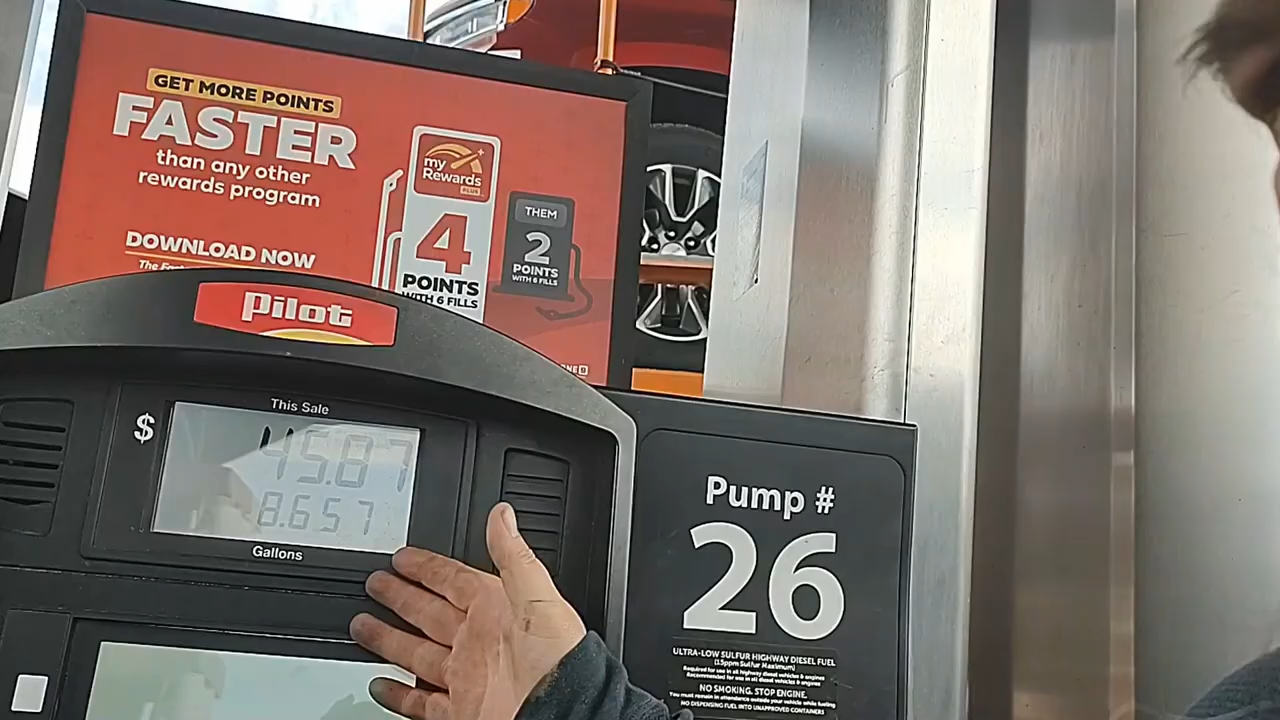 GET MORE POINTS
FASTER
than any other
rewards program
DOWNLOAD NOW
my
Rewards
PLUS
4
POINTS
WITH 6 FILLS
THEM
2
POINTS
WITH 6 FILLS
Pilot
This Sale
$
45.87
8.657
Gallons
Pump #
26
ULTRA-LOW SULFUR HIGHWAY DIESEL FUEL
(15ppm Sulfur Maximum)
Required for use in all highway diesel vehicles & engines
Recommended for use in all diesel vehicles & engines
NO SMOKING. STOP ENGINE.
You must remain in attendance outside your vehicle while fueling
NO DISPENSING FUEL INTO UNAPPROVED CONTAINERS